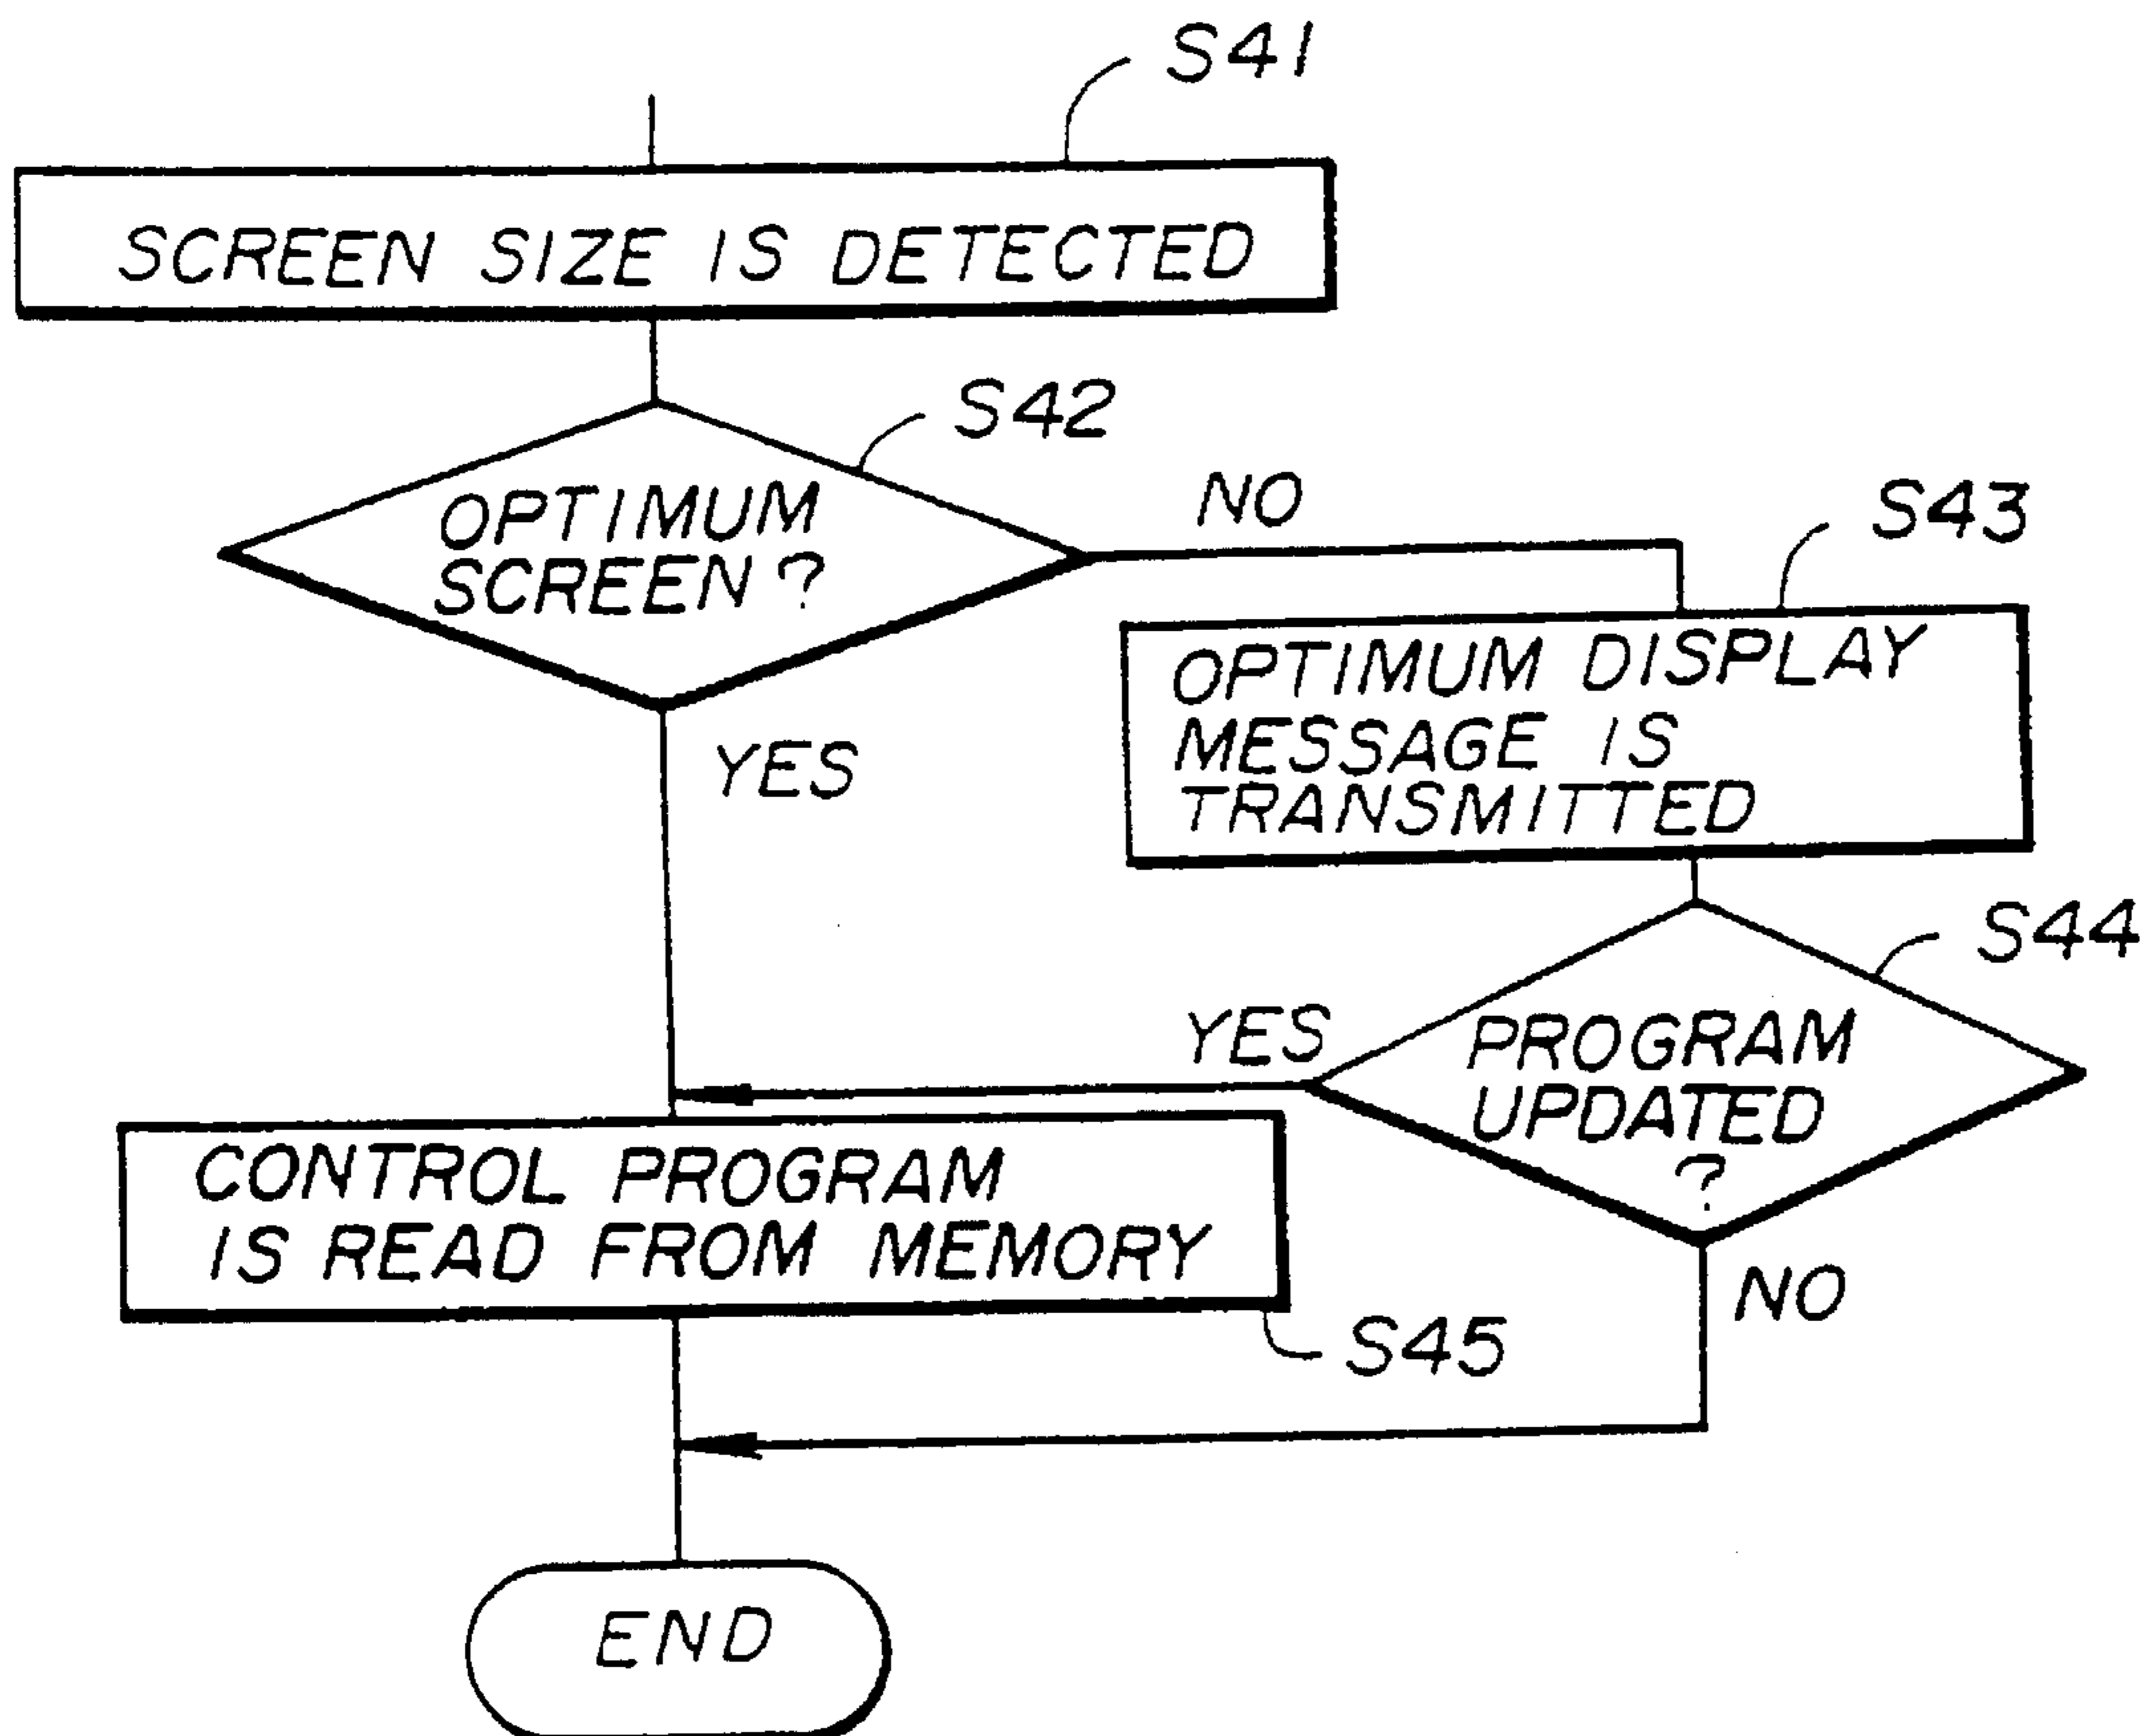 S41
SCREEN SIZE IS DETECTED
S42
OPTIMUM
SCREEN?
NO
S43
OPTIMUM DISPLAY
MESSAGE IS
TRANSMITTED
YES
S44
PROGRAM
UPDATED
?
YES
CONTROL PROGRAM
IS READ FROM MEMORY
NO
S45
END